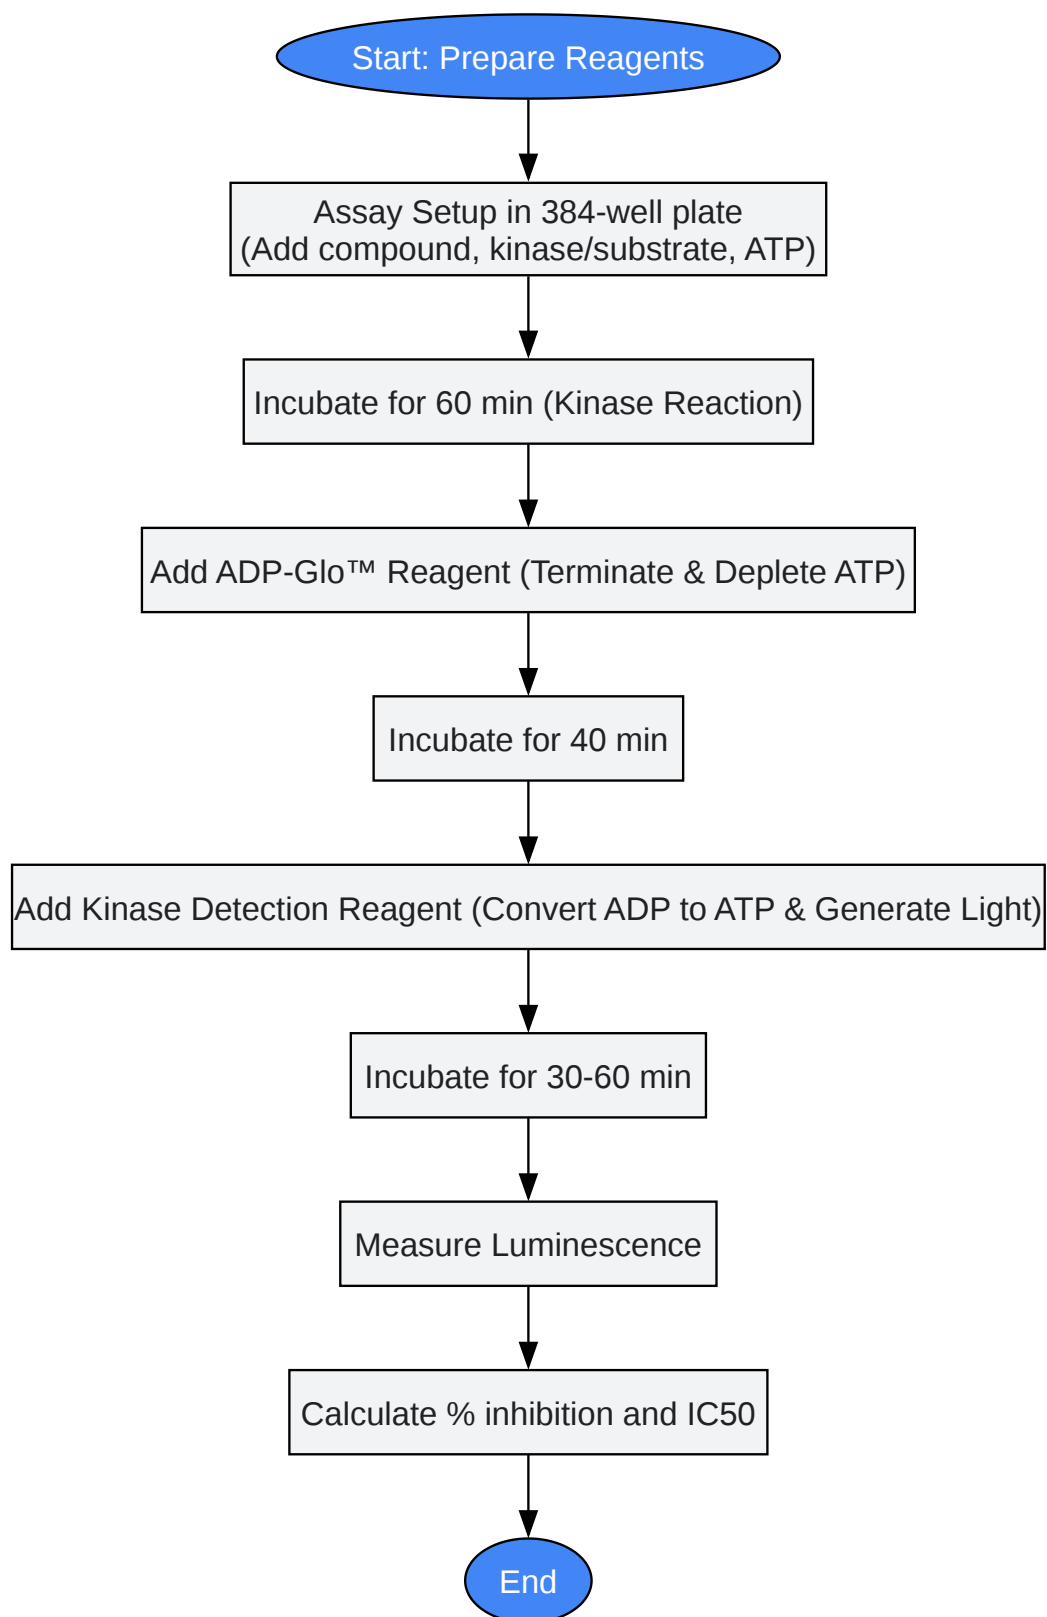 Start: Prepare Reagents
Assay Setup in 384-well plate
(Add compound, kinase/substrate, ATP)
Incubate for 60 min (Kinase Reaction)
Add ADP-Glo™ Reagent (Terminate & Deplete ATP)
Incubate for 40 min
Add Kinase Detection Reagent (Convert ADP to ATP & Generate Light)
Incubate for 30-60 min
Measure Luminescence
Calculate % inhibition and IC50
End